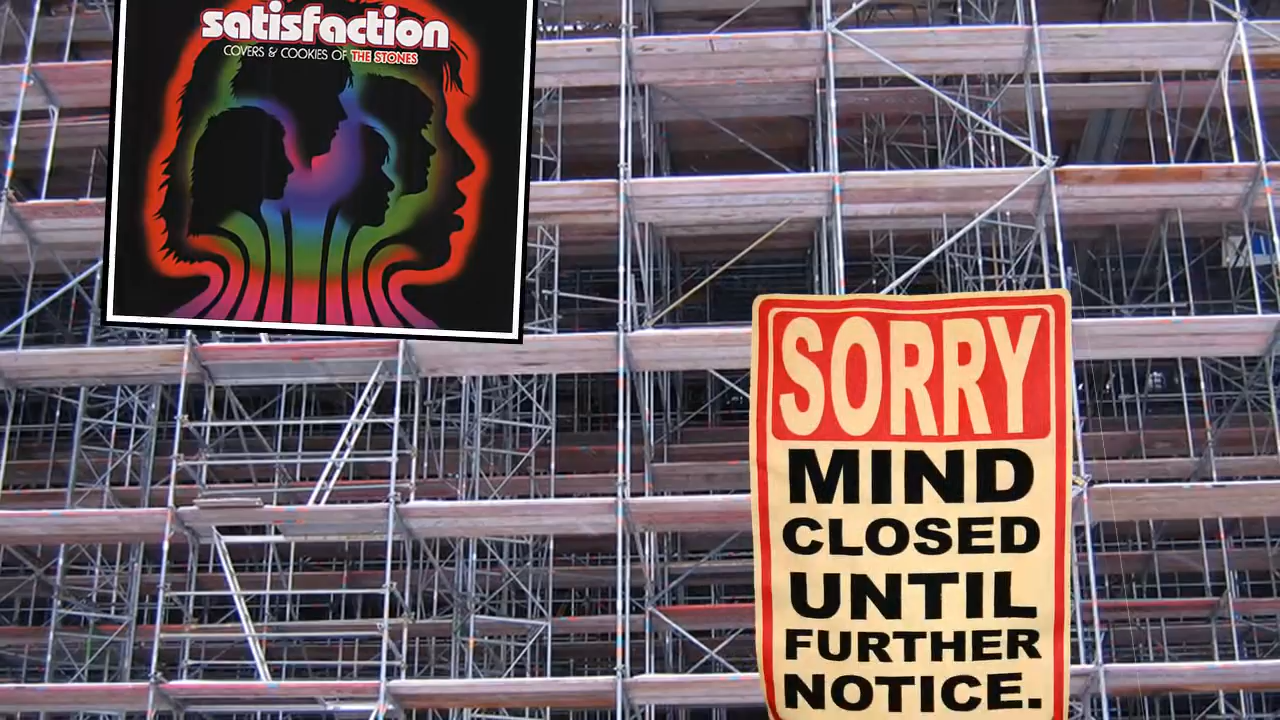 satisfaction
COVERS & COOKIES OF THE STONES
SORRY
MIND
CLOSED
UNTIL
FURTHER
NOTICE.